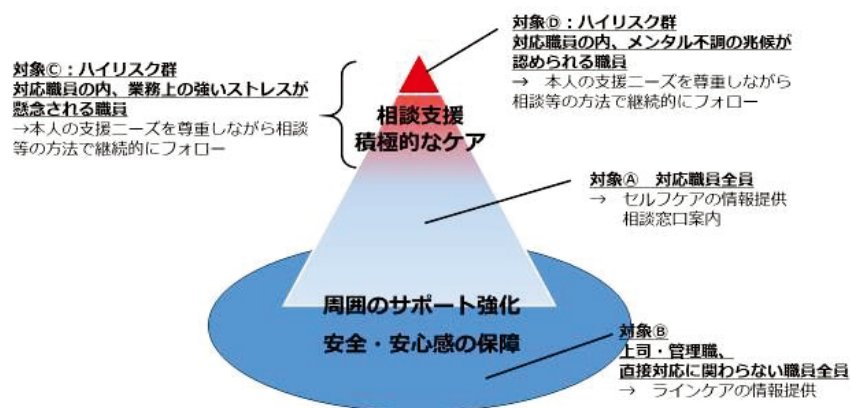 対象Ⓓ：ハイリスク群
対応職員の内、メンタル不調の兆候が
認められる職員
→ 本人の支援ニーズを尊重しながら
相談等の方法で継続的にフォロー
対象Ⓒ：ハイリスク群
対応職員の内、業務上の強いストレスが
懸念される職員
→本人の支援ニーズを尊重しながら相談
等の方法で継続的にフォロー
相談支援
積極的なケア
対象Ⓐ 対応職員全員
→ セルフケアの情報提供
相談窓口案内
周囲のサポート強化
安全・安心感の保障
対象Ⓑ
上司・管理職、
直接対応に関わらない職員全員
→ ラインケアの情報提供